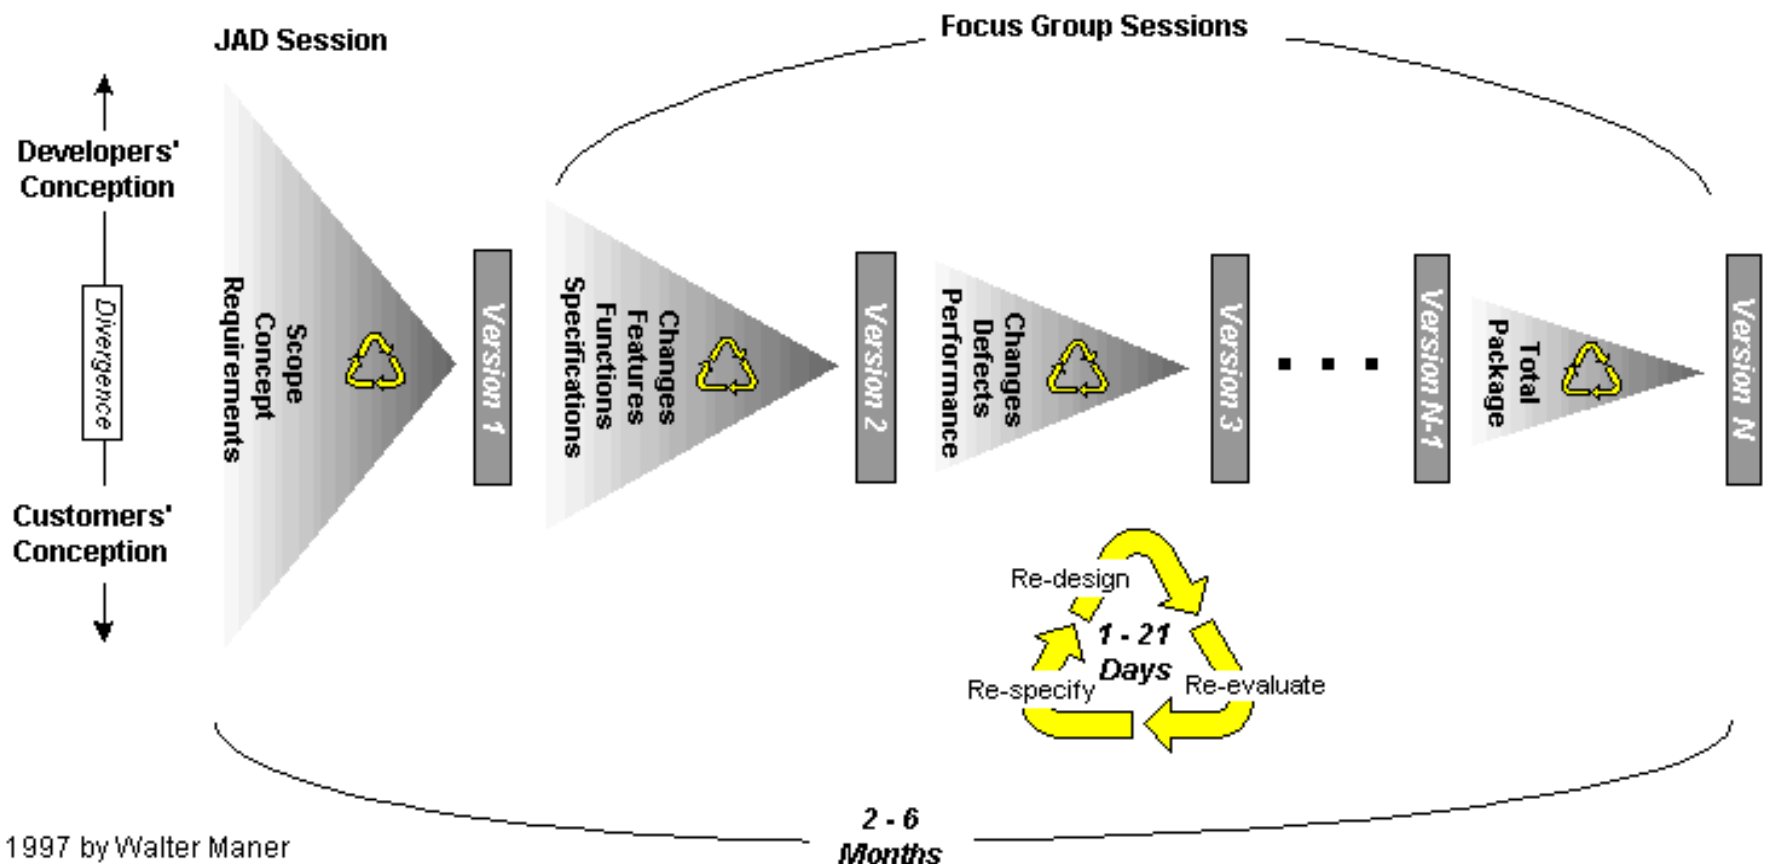 JAD Session
Focus Group Sessions
Developers'
Conception
Divergence
Customers'
Conception
Scope
Concept
Requirements
Version 1
Changes
Features
Functions
Specifications
Version 2
Changes
Defects
Performance
Version 3
Version N-1
Total
Package
Version N
Re-design
1 - 21
Days
Re-specify
Re-evaluate
2 - 6
Months
1997 by Walter Maner